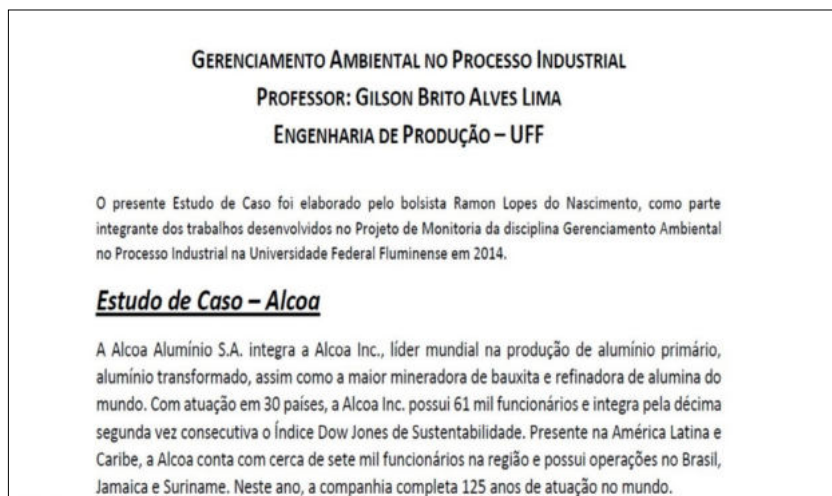 GERENCIAMENTO AMBIENTAL NO PROCESSO INDUSTRIAL
PROFESSOR: GILSON BRITO ALVES LIMA
ENGENHARIA DE PRODUÇÃO – UFF
O presente Estudo de Caso foi elaborado pelo bolsista Ramon Lopes do Nascimento, como parte
integrante dos trabalhos desenvolvidos no Projeto de Monitoria da disciplina Gerenciamento Ambiental
no Processo Industrial na Universidade Federal Fluminense em 2014.
Estudo de Caso – Alcoa
A Alcoa Alumínio S.A. integra a Alcoa Inc., líder mundial na produção de alumínio primário,
alumínio transformado, assim como a maior mineradora de bauxita e refinadora de alumina do
mundo. Com atuação em 30 países, a Alcoa Inc. possui 61 mil funcionários e integra pela décima
segunda vez consecutiva o Índice Dow Jones de Sustentabilidade. Presente na América Latina e
Caribe, a Alcoa conta com cerca de sete mil funcionários na região e possui operações no Brasil,
Jamaica e Suriname. Neste ano, a companhia completa 125 anos de atuação no mundo.